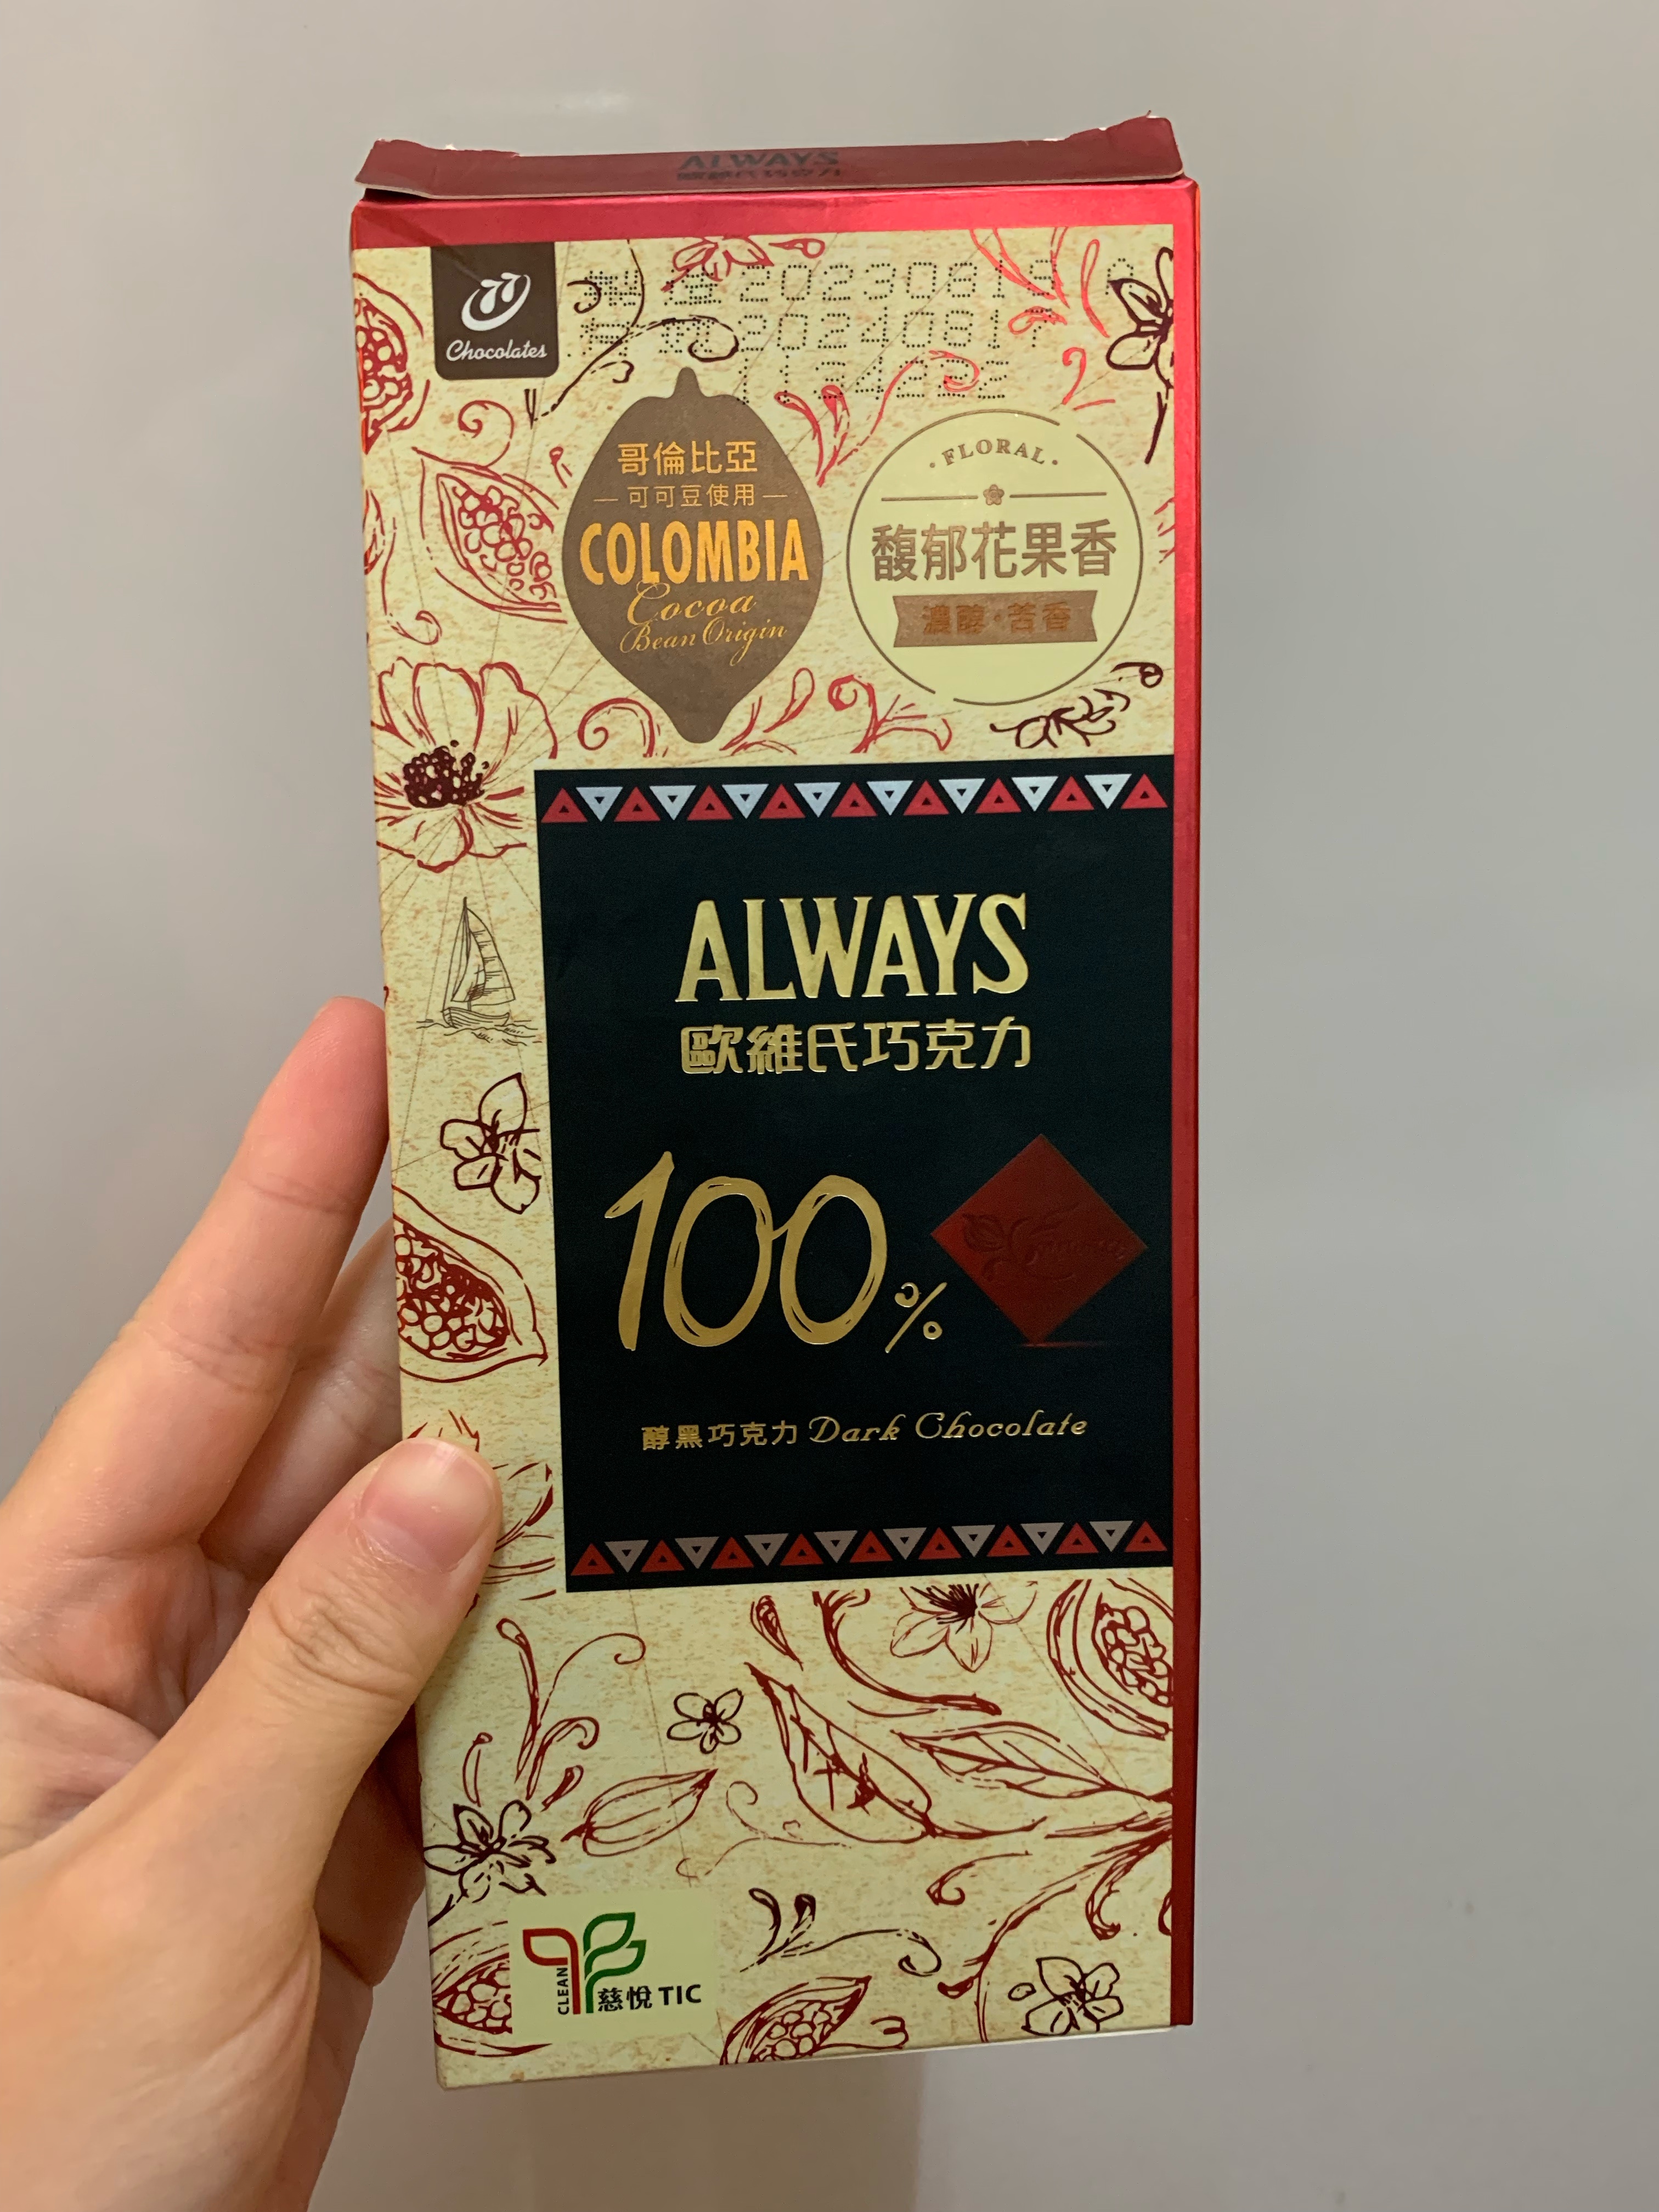 ALWAYS
歐維氏巧克力
77
Chocolates
製造20230819
有效20240817
哥倫比亞
可可豆使用
COLOMBIA
Cocoa
Bean Origin
FLORAL
馥郁花果香
濃醇·苦香
ALWAYS
歐維氏巧克力
100%
醇黑巧克力 Dark Chocolate
CLEAN
慈悅 TIC